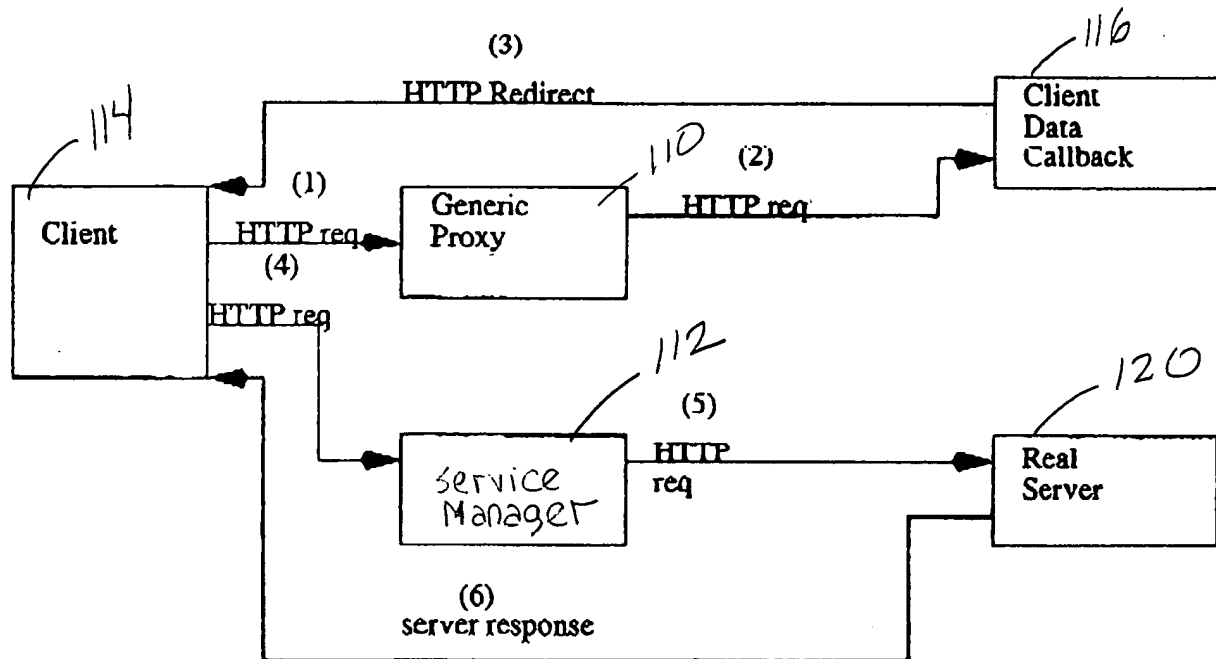 (3)
HTTP Redirect
116
Client
Data
Callback
114
Client
(1)
HTTP req
110
Generic
Proxy
(2)
HTTP req
(4)
HTTP req
112
Service
Manager
(5)
HTTP
req
120
Real
Server
(6)
server response